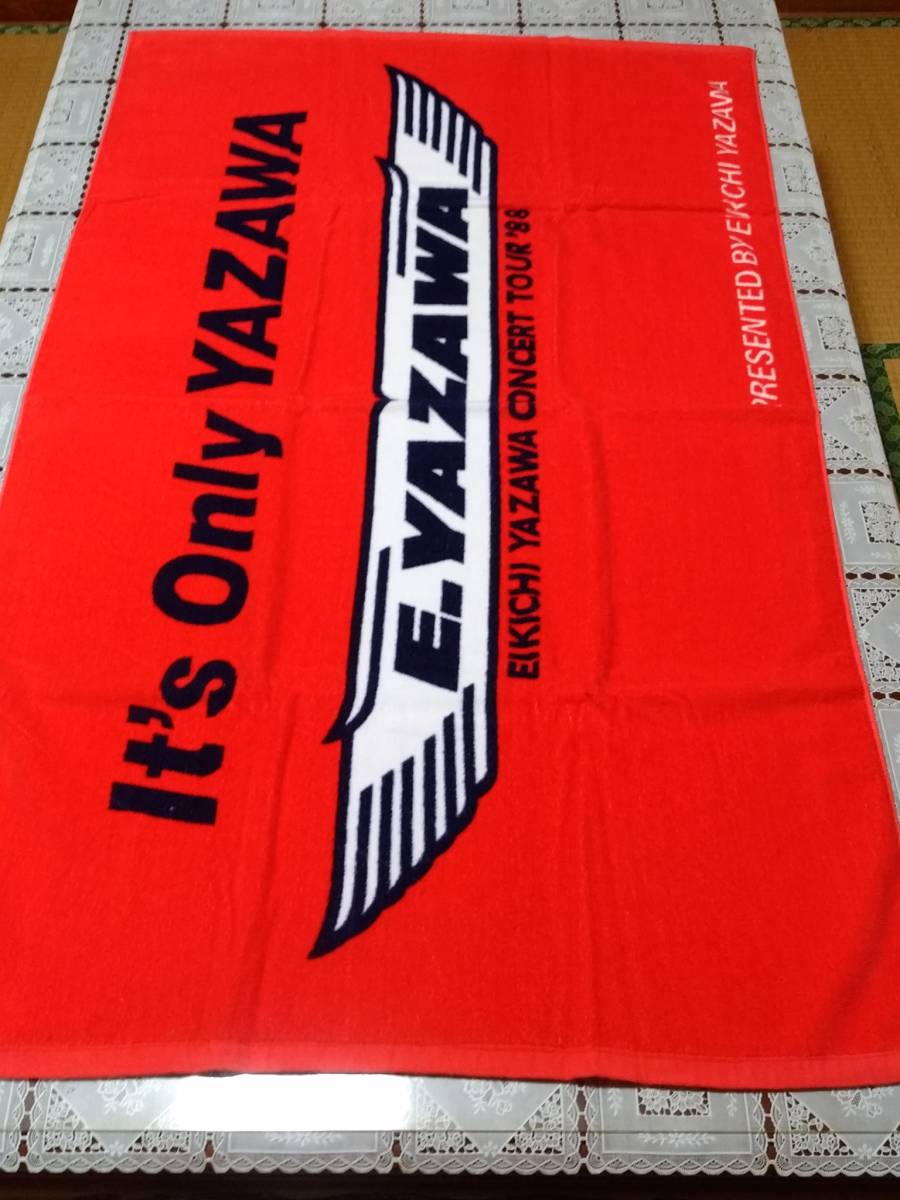 It's Only YAZAWA
E. YAZAWA
EIKICHI YAZAWA CONCERT TOUR '88
PRESENTED BY EIKICHI YAZAWA